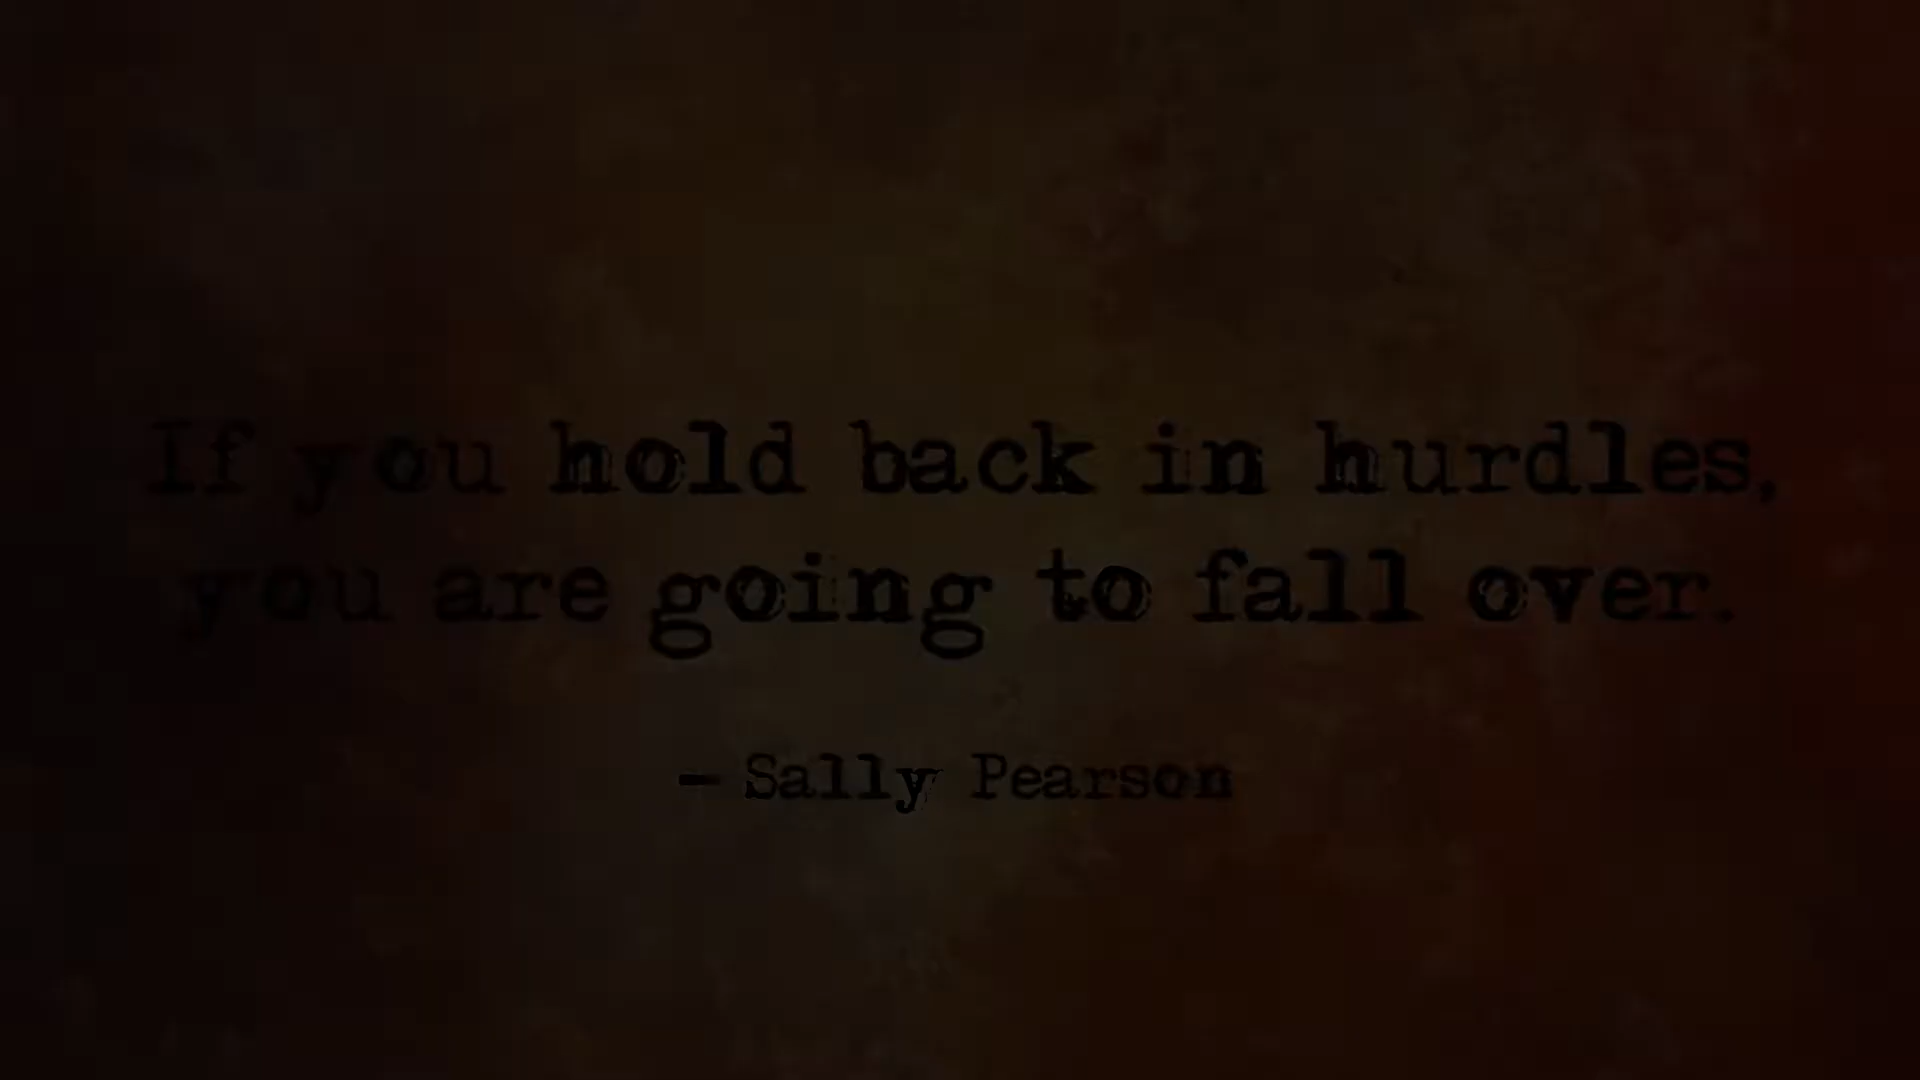 If you hold back in hurdles,
you are going to fall over.
— Sally Pearson